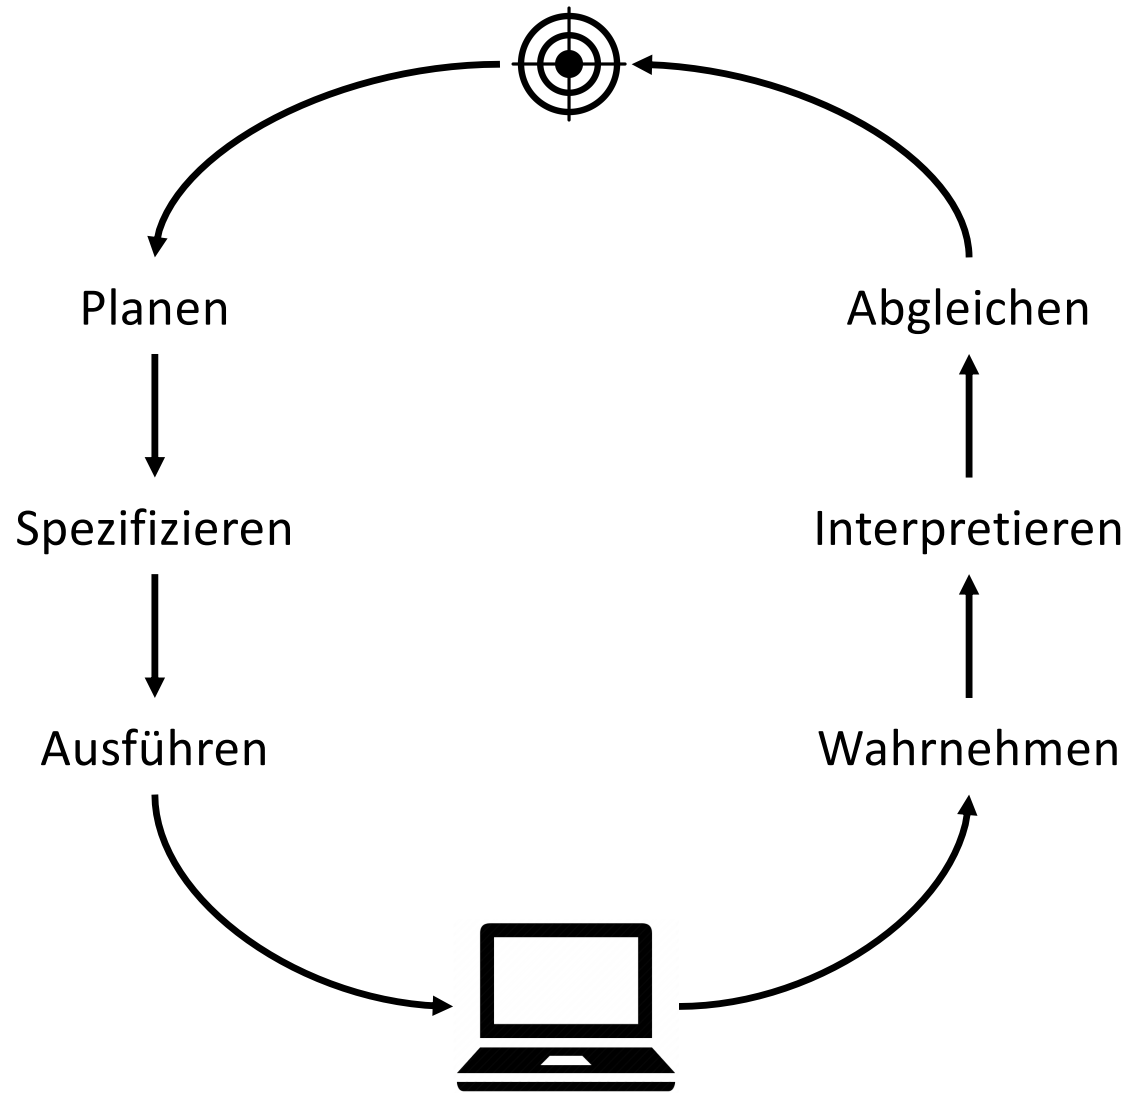 Planen
Abgleichen
Spezifizieren
Interpretieren
Ausführen
Wahrnehmen